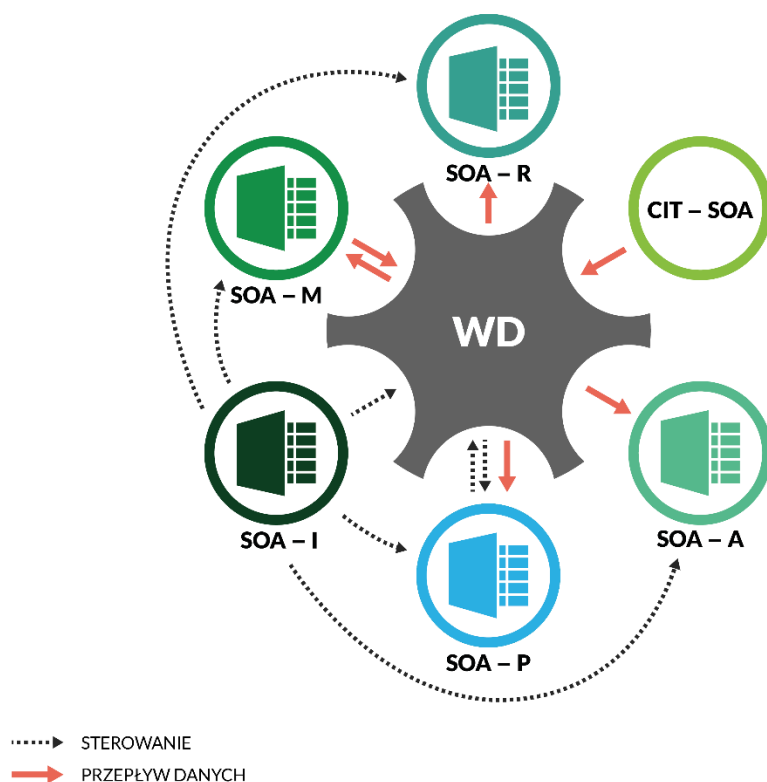 SOA – R
CIT – SOA
SOA – M
WD
SOA – I
SOA – A
SOA – P
STEROWANIE
PRZEPŁYW DANYCH